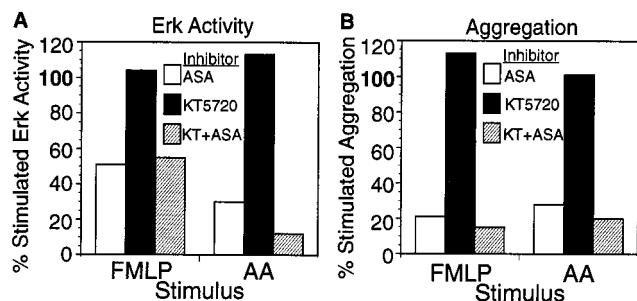 A
Erk Activity
% Stimulated Erk Activity
120
100
80
60
40
20
0
Inhibitor
ASA
KT5720
KT+ASA
FMLP
AA
Stimulus
B
Aggregation
% Stimulated Aggregation
120
100
80
60
40
20
0
Inhibitor
ASA
KT5720
KT+ASA
FMLP
AA
Stimulus